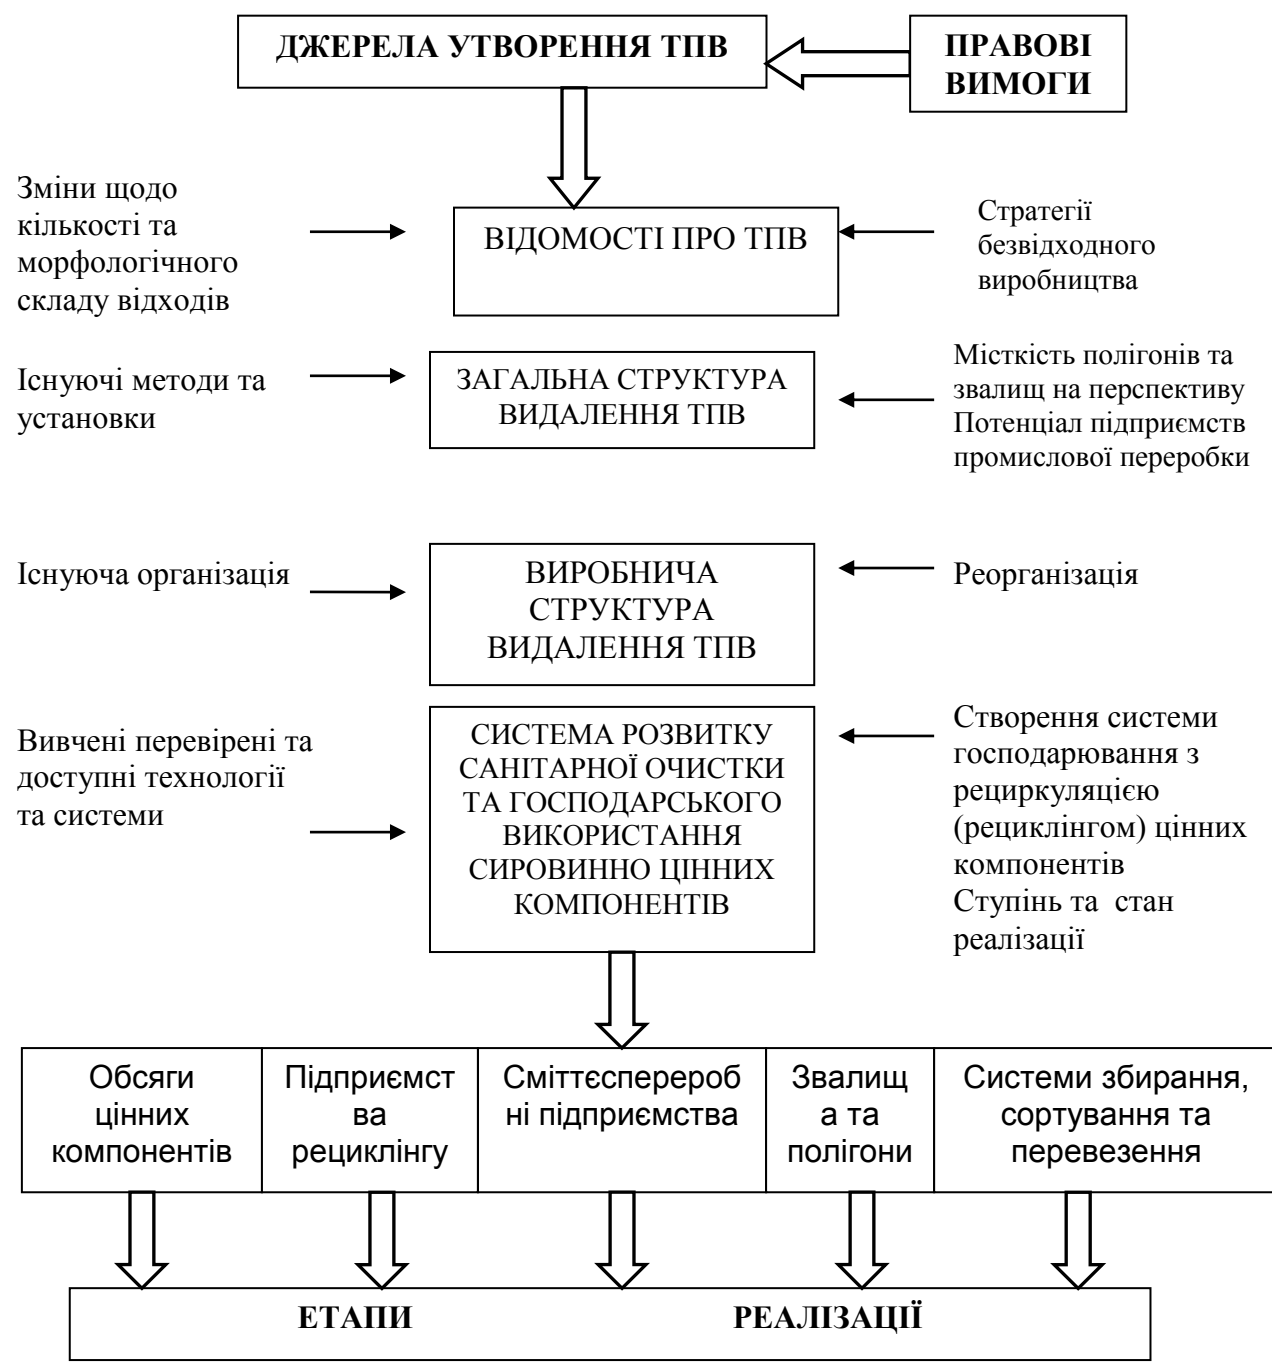 ДЖЕРЕЛА УТВОРЕННЯ ТПВ
ПРАВОВІ
ВИМОГИ
Зміни щодо
кількості та
морфологічного
складу відходів
ВІДОМОСТІ ПРО ТПВ
Стратегії
безвідходного
виробництва
Існуючі методи та
установки
ЗАГАЛЬНА СТРУКТУРА
ВИДАЛЕННЯ ТПВ
Місткість полігонів та
звалищ на перспективу
Потенціал підприємств
промислової переробки
Існуюча організація
ВИРОБНИЧА
СТРУКТУРА
ВИДАЛЕННЯ ТПВ
Реорганізація
Вивчені перевірені та
доступні технології
та системи
СИСТЕМА РОЗВИТКУ
САНІТАРНОЇ ОЧИСТКИ
ТА ГОСПОДАРСЬКОГО
ВИКОРИСТАННЯ
СИРОВИННО ЦІННИХ
КОМПОНЕНТІВ
Створення системи
господарювання з
рециркуляцією
(рециклінгом) цінних
компонентів
Ступінь та стан
реалізації
Обсяги
цінних
компонентів
Підприємст
ва
рециклінгу
Сміттєсперероб
ні підприємства
Звалищ
а та
полігони
Системи збирання,
сортування та
перевезення
ЕТАПИ РЕАЛІЗАЦІЇ